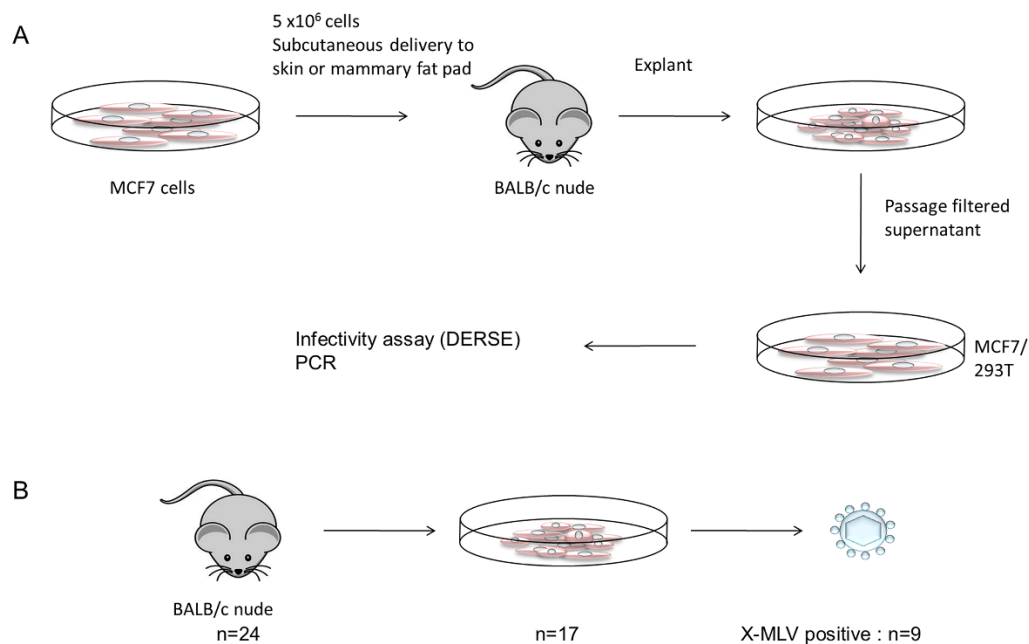 A
5 x10⁶ cells
Subcutaneous delivery to
skin or mammary fat pad
Explant
MCF7 cells
BALB/c nude
Passage filtered
supernatant
Infectivity assay (DERSE)
PCR
MCF7/
293T
B
BALB/c nude
n=24
n=17
X-MLV positive : n=9